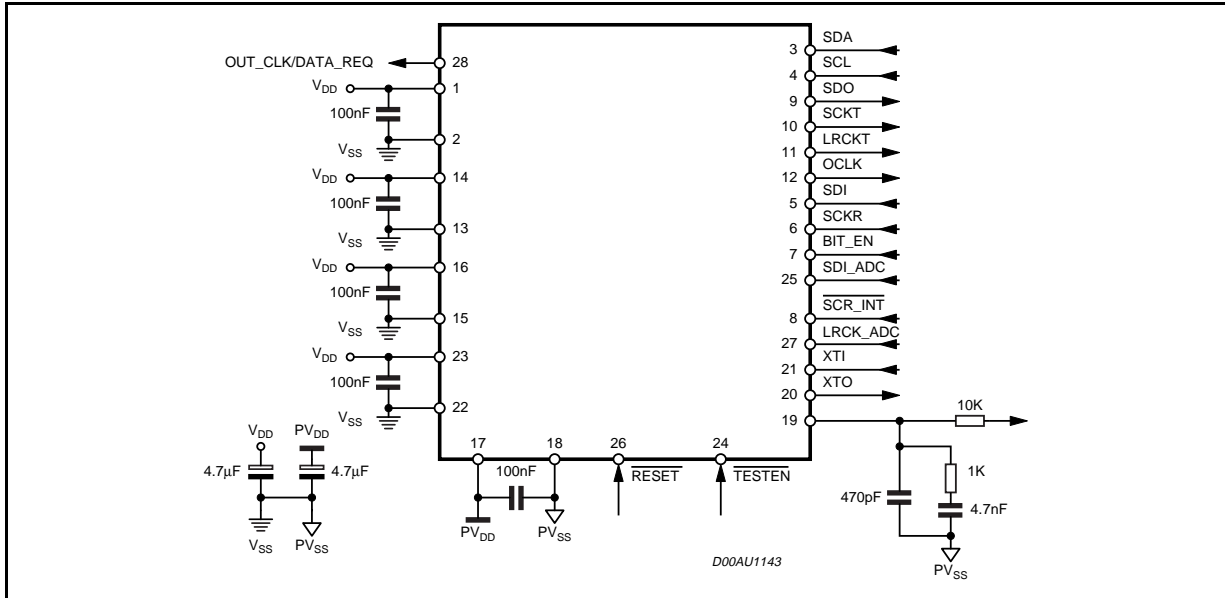 OUT_CLK/DATA_REQ
28
VDD
1
100nF
2
VSS
VDD
14
100nF
13
VSS
VDD
16
100nF
15
VSS
VDD
23
100nF
22
VSS
VDD
PVDD
4.7µF
4.7µF
VSS
PVSS
17
18
26
24
100nF
RESET
TESTEN
PVDD
PVSS
3
SDA
4
SCL
9
SDO
10
SCKT
11
LRCKT
12
OCLK
5
SDI
6
SCKR
7
BIT_EN
25
SDI_ADC
8
SCR_INT
27
LRCK_ADC
21
XTI
20
XTO
19
10K
1K
470pF
4.7nF
PVSS
D00AU1143